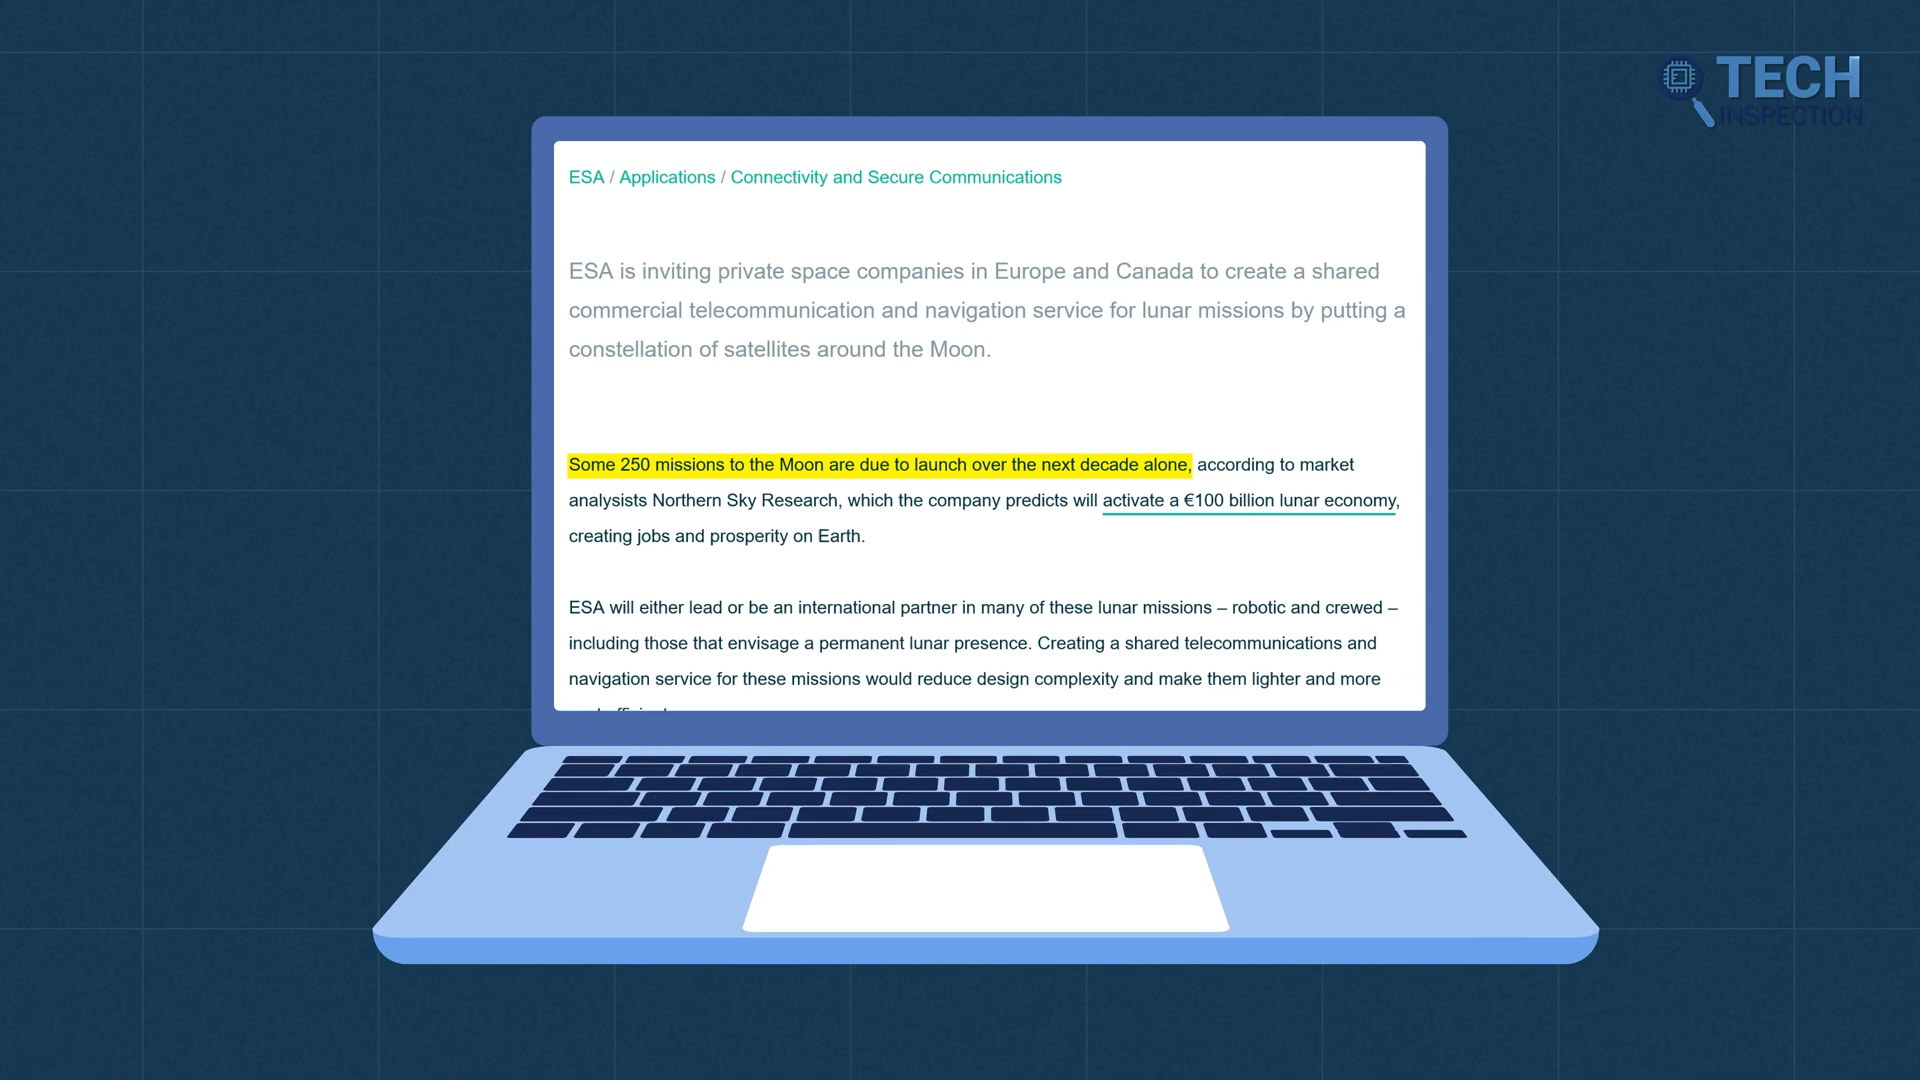 TECH
INSPECTION
ESA / Applications / Connectivity and Secure Communications
ESA is inviting private space companies in Europe and Canada to create a shared
commercial telecommunication and navigation service for lunar missions by putting a
constellation of satellites around the Moon.
Some 250 missions to the Moon are due to launch over the next decade alone, according to market
analysists Northern Sky Research, which the company predicts will activate a €100 billion lunar economy,
creating jobs and prosperity on Earth.
ESA will either lead or be an international partner in many of these lunar missions – robotic and crewed –
including those that envisage a permanent lunar presence. Creating a shared telecommunications and
navigation service for these missions would reduce design complexity and make them lighter and more